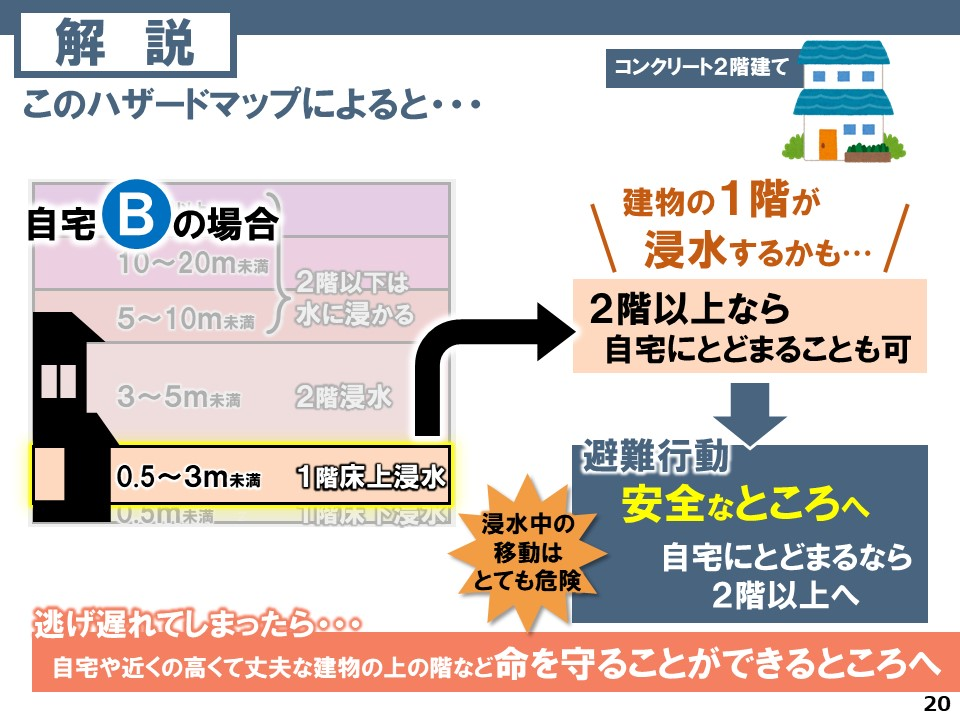 解 説
このハザードマップによると・・・
コンクリート2階建て
自宅Bの場合
10～20m未満
5～10m未満
2階以下は
水に浸かる
3～5m未満 2階浸水
0.5～3m未満 1階床上浸水
0.5m未満 1階床下浸水
建物の1階が
浸水するかも…
2階以上なら
自宅にとどまることも可
避難行動
安全なところへ
自宅にとどまるなら
2階以上へ
浸水中の
移動は
とても危険
逃げ遅れてしまったら・・・
自宅や近くの高くて丈夫な建物の上の階など命を守ることができるところへ
20